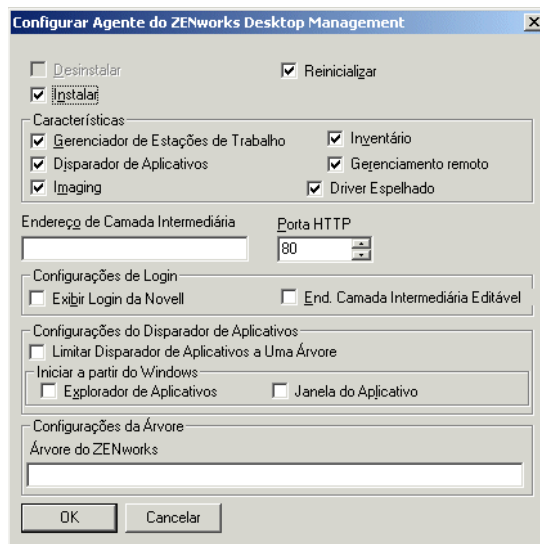 Configurar Agente do ZENworks Desktop Management
Desinstalar
Reinicializar
Instalar
Características
Gerenciador de Estações de Trabalho
Inventário
Disparador de Aplicativos
Gerenciamento remoto
Imaging
Driver Espelhado
Endereço de Camada Intermediária
Porta HTTP
80
Configurações de Login
Exibir Login da Novell
End. Camada Intermediária Editável
Configurações do Disparador de Aplicativos
Limitar Disparador de Aplicativos a Uma Árvore
Iniciar a partir do Windows
Explorador de Aplicativos
Janela do Aplicativo
Configurações da Árvore
Árvore do ZENworks
OK
Cancelar